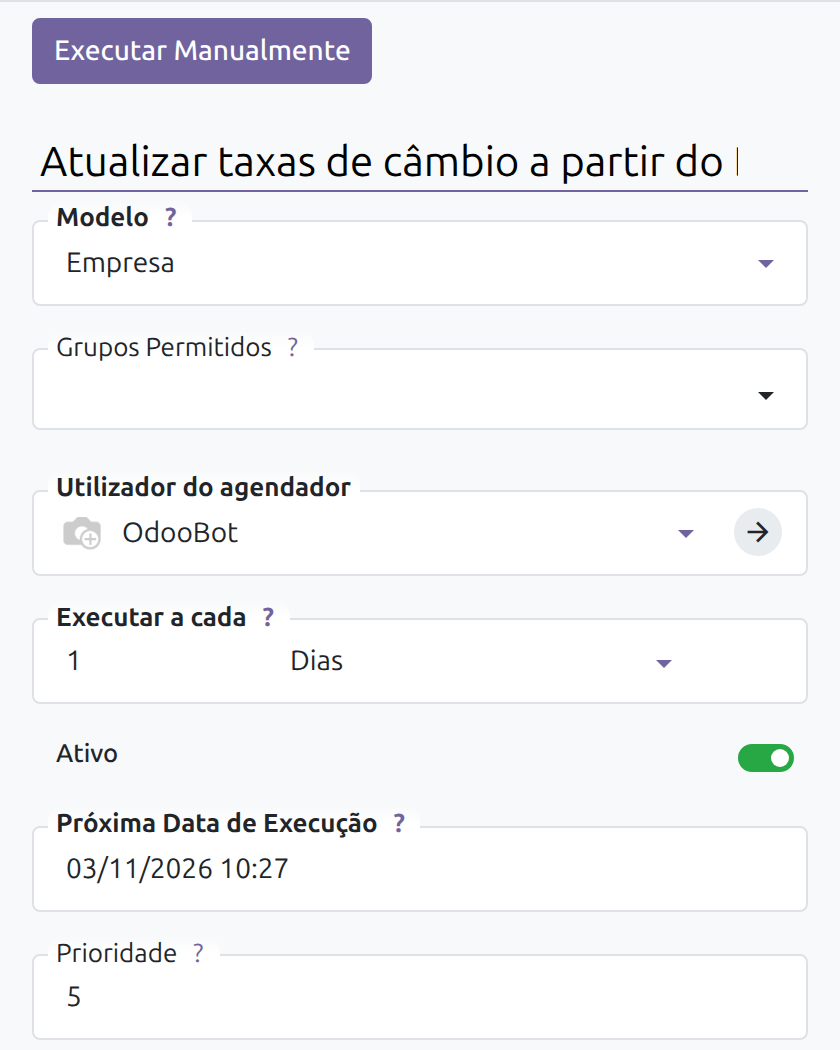 Executar Manualmente
Atualizar taxas de câmbio a partir do
Modelo ?
Empresa
Grupos Permitidos ?
Utilizador do agendador
OdooBot
Executar a cada ?
1 Dias
Ativo
Próxima Data de Execução ?
03/11/2026 10:27
Prioridade ?
5